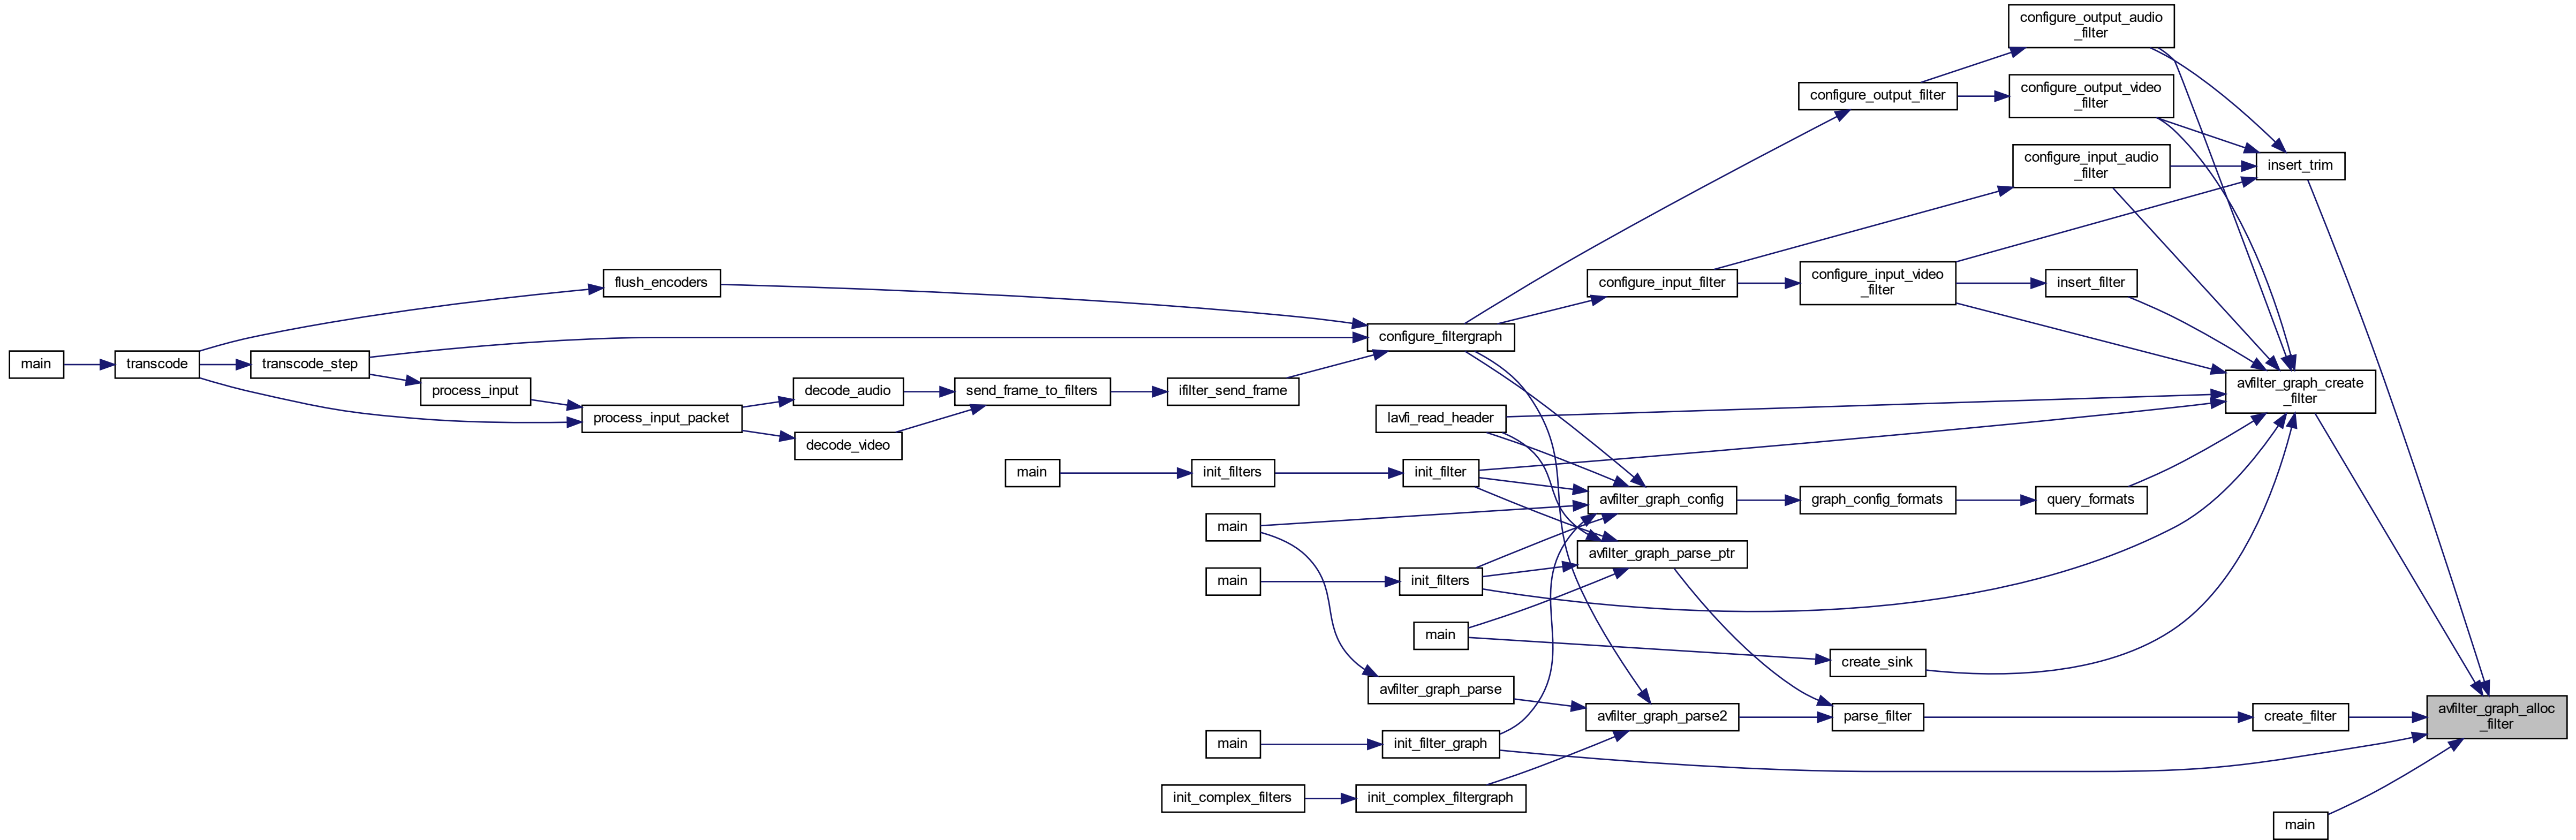 configure_output_audio
_filter
configure_output_filter
configure_output_video
_filter
configure_input_audio
_filter
insert_trim
flush_encoders
configure_input_filter
configure_input_video
_filter
insert_filter
configure_filtergraph
main
transcode
transcode_step
process_input
process_input_packet
decode_audio
decode_video
send_frame_to_filters
ifilter_send_frame
avfilter_graph_create
_filter
lavfi_read_header
main
init_filters
init_filter
avfilter_graph_config
graph_config_formats
query_formats
main
avfilter_graph_parse_ptr
main
init_filters
main
create_sink
avfilter_graph_parse
avfilter_graph_parse2
parse_filter
create_filter
avfilter_graph_alloc
_filter
main
init_filter_graph
init_complex_filters
init_complex_filtergraph
main